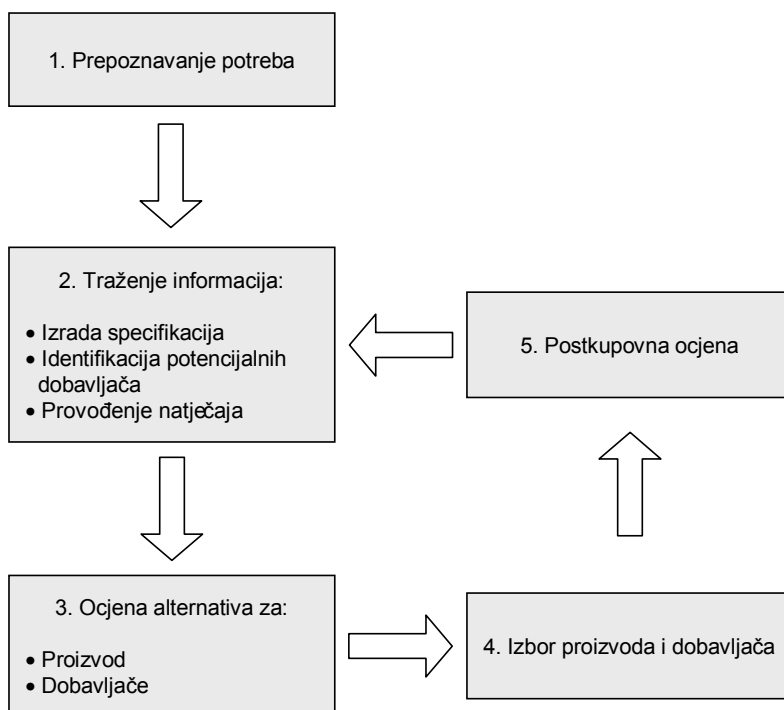 1. Prepoznavanje potreba
2. Traženje informacija:
• Izrada specifikacija
• Identifikacija potencijalnih
dobavljača
• Provođenje natječaja
5. Postkupovna ocjena
3. Ocjena alternativa za:
• Proizvod
• Dobavljače
4. Izbor proizvoda i dobavljača